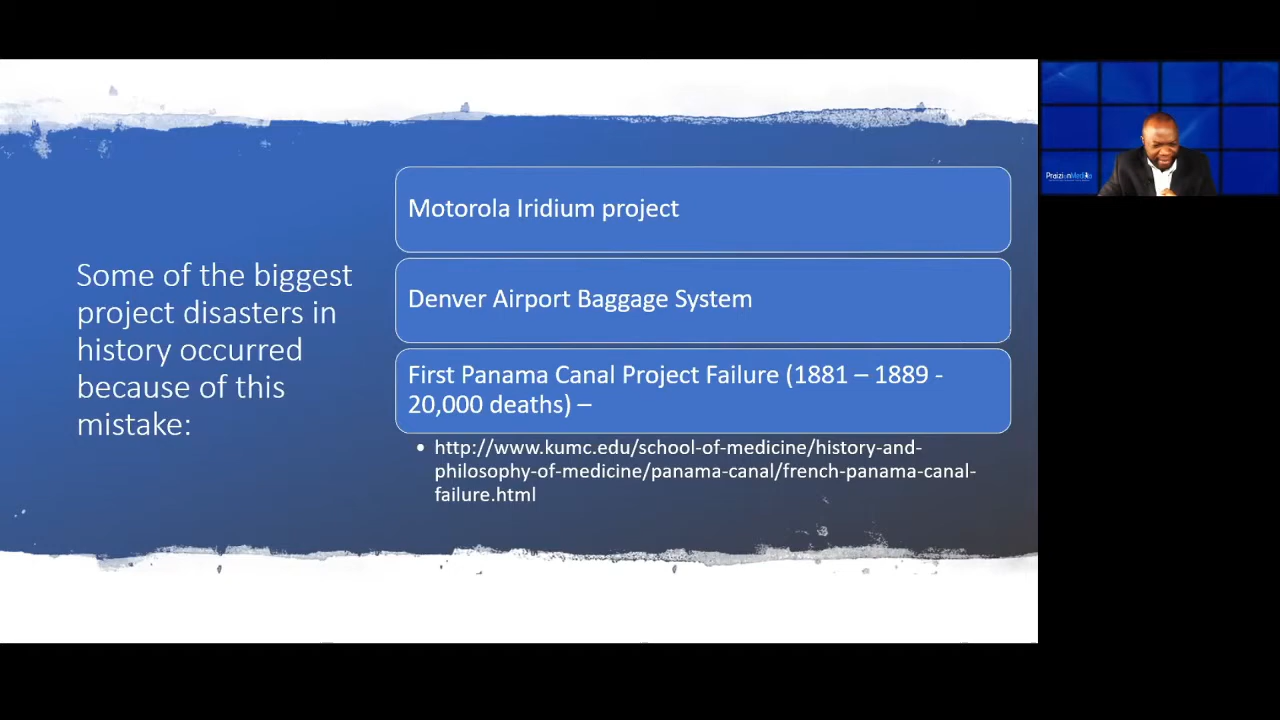 Some of the biggest
project disasters in
history occurred
because of this
mistake:
Motorola Iridium project
Denver Airport Baggage System
First Panama Canal Project Failure (1881 – 1889 -
20,000 deaths) –
• http://www.kumc.edu/school-of-medicine/history-and-
philosophy-of-medicine/panama-canal/french-panama-canal-
failure.html
PraizionMedia